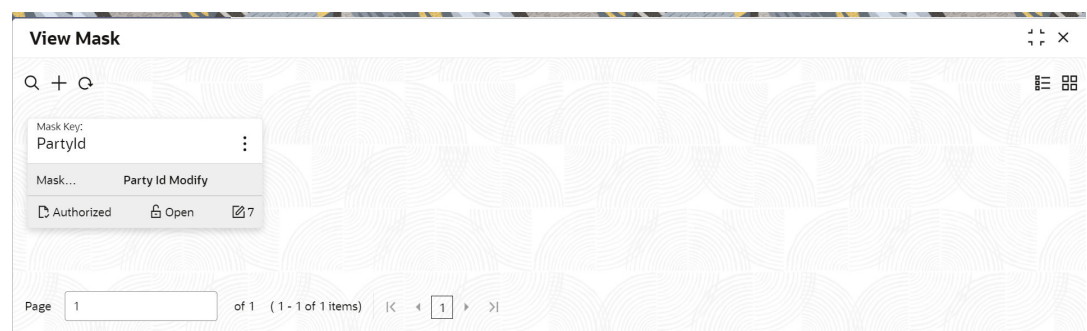 View Mask
Mask Key:
PartyId
Mask... Party Id Modify
Authorized Open 7
Page 1 of 1 ( 1 - 1 of 1 items) 1